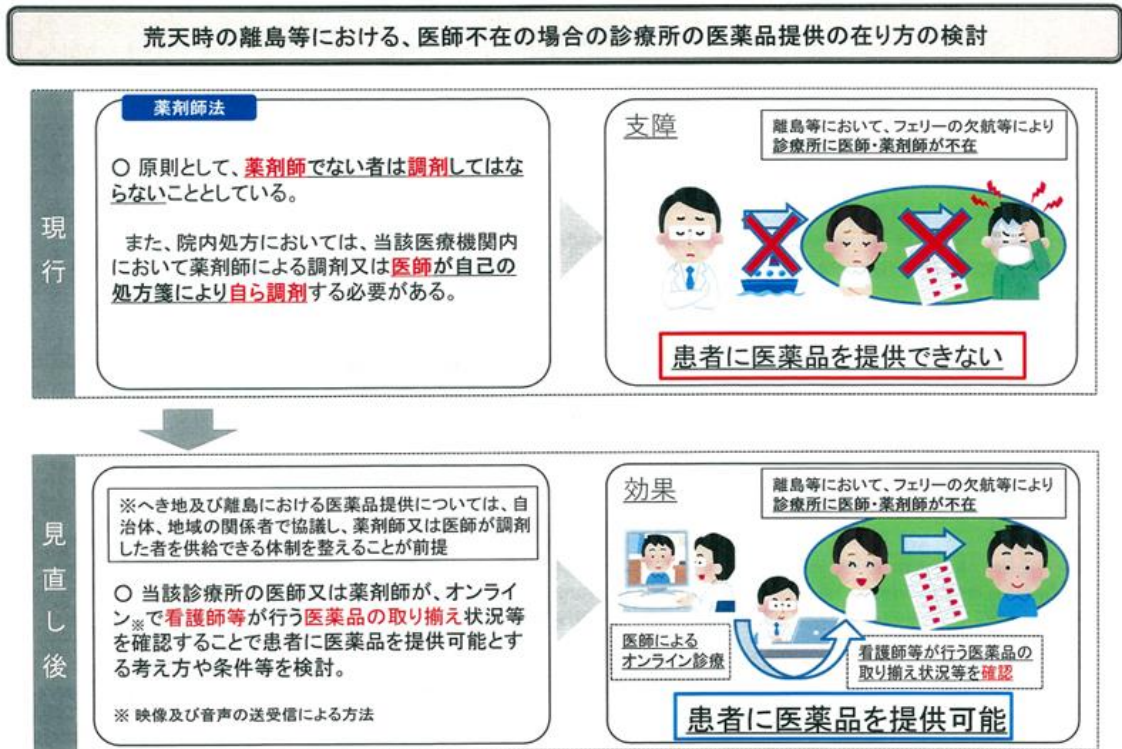 荒天時の離島等における、医師不在の場合の診療所の医薬品提供の在り方の検討
現行
薬剤師法
○ 原則として、薬剤師でない者は調剤してはな
らないこととしている。
また、院内処方においては、当該医療機関内
において薬剤師による調剤又は医師が自己の
処方箋により自ら調剤する必要がある。
支障
離島等において、フェリーの欠航等により
診療所に医師・薬剤師が不在
患者に医薬品を提供できない
見直し後
※へき地及び離島における医薬品提供については、自
治体、地域の関係者で協議し、薬剤師又は医師が調剤
した者を供給できる体制を整えることが前提
○ 当該診療所の医師又は薬剤師が、オンライ
ン※で看護師等が行う医薬品の取り揃え状況等
を確認することで患者に医薬品を提供可能とす
る考え方や条件等を検討。
※ 映像及び音声の送受信による方法
効果
離島等において、フェリーの欠航等により
診療所に医師・薬剤師が不在
医師による
オンライン診療
看護師等が行う医薬品の
取り揃え状況等を確認
患者に医薬品を提供可能